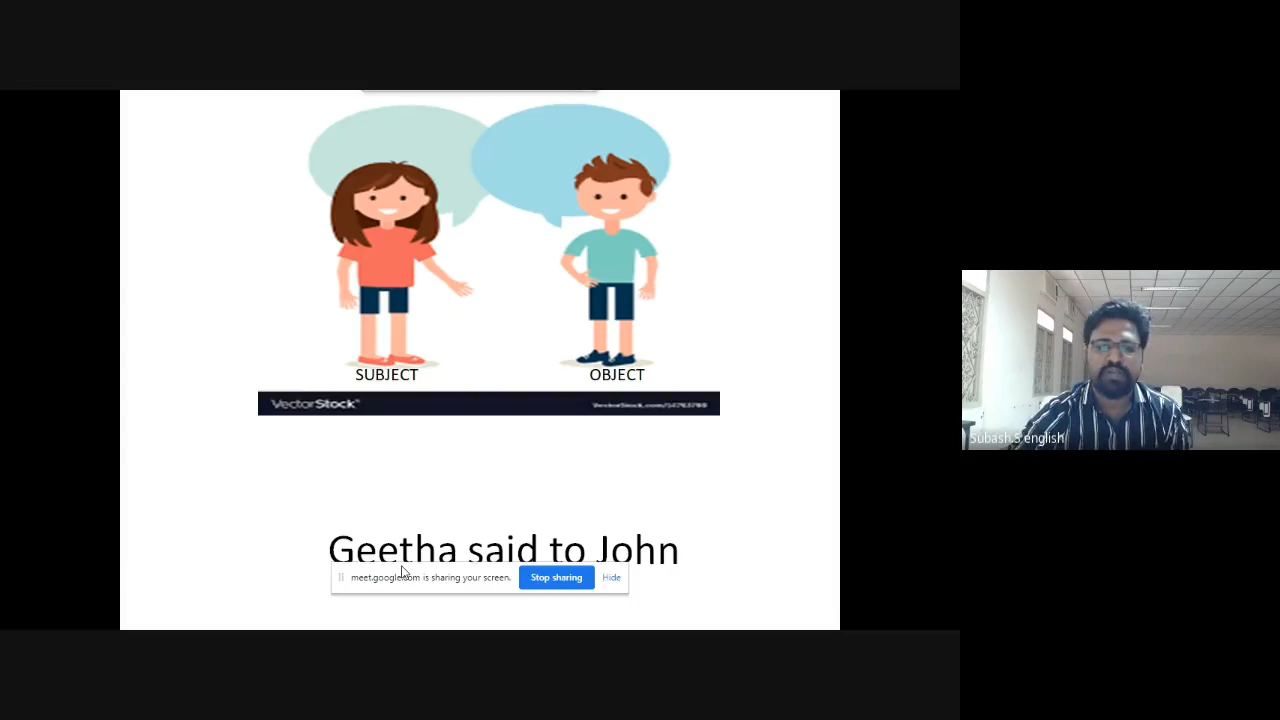 SUBJECT
OBJECT
VectorStock
Geetha said to John
meet.google.com is sharing your screen.
Stop sharing
Hide
Subash.S english